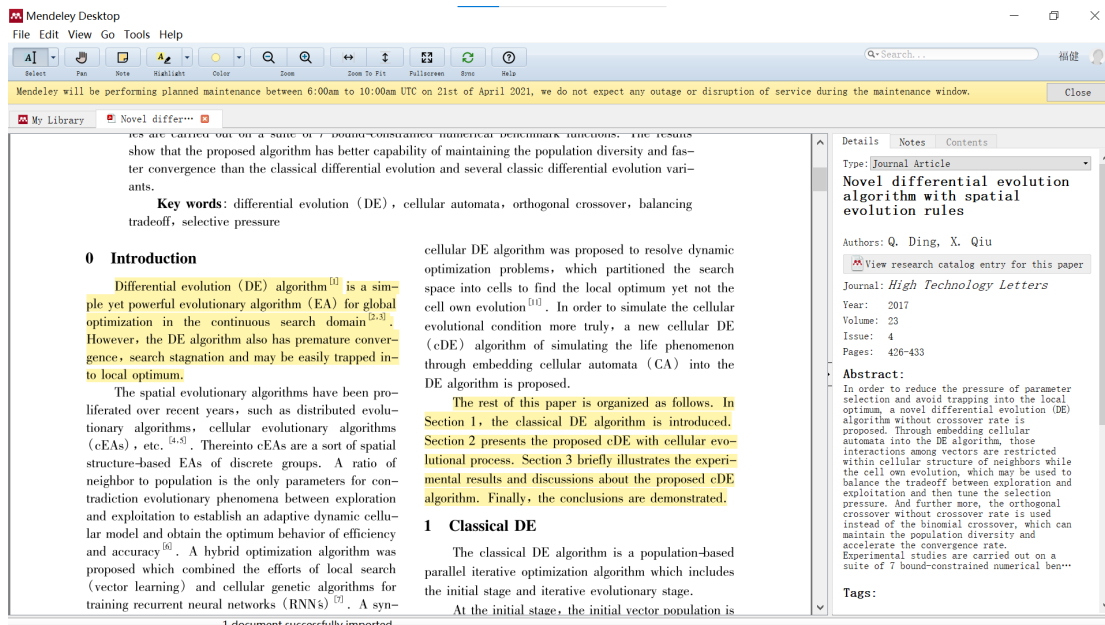 Mendeley Desktop
File Edit View Go Tools Help
Select Pan Note Highlight Color Zoom Zoom To Fit Fullscreen Sync Help
Search...
福健
Mendeley will be performing planned maintenance between 6:00am to 10:00am UTC on 21st of April 2021, we do not expect any outage or disruption of service during the maintenance window.
Close
My Library
Novel differ...
ies are carried out on a suite of 7 bound-constrained numerical benchmark functions. The results
show that the proposed algorithm has better capability of maintaining the population diversity and fas-
ter convergence than the classical differential evolution and several classic differential evolution vari-
ants.
Key words: differential evolution (DE), cellular automata, orthogonal crossover, balancing
tradeoff, selective pressure
0 Introduction
Differential evolution (DE) algorithm[1] is a sim-
ple yet powerful evolutionary algorithm (EA) for global
optimization in the continuous search domain[2,3].
However, the DE algorithm also has premature conver-
gence, search stagnation and may be easily trapped in-
to local optimum.
The spatial evolutionary algorithms have been pro-
liferated over recent years, such as distributed evolu-
tionary algorithms, cellular evolutionary algorithms
(cEAs), etc. [4,5]. Thereinto cEAs are a sort of spatial
structure-based EAs of discrete groups. A ratio of
neighbor to population is the only parameters for con-
tradiction evolutionary phenomena between exploration
and exploitation to establish an adaptive dynamic cellu-
lar model and obtain the optimum behavior of efficiency
and accuracy[6]. A hybrid optimization algorithm was
proposed which combined the efforts of local search
(vector learning) and cellular genetic algorithms for
training recurrent neural networks (RNN's)[7]. A syn-
cellular DE algorithm was proposed to resolve dynamic
optimization problems, which partitioned the search
space into cells to find the local optimum yet not the
cell own evolution[11]. In order to simulate the cellular
evolutional condition more truly, a new cellular DE
(cDE) algorithm of simulating the life phenomenon
through embedding cellular automata (CA) into the
DE algorithm is proposed.
The rest of this paper is organized as follows. In
Section 1, the classical DE algorithm is introduced.
Section 2 presents the proposed cDE with cellular evo-
lutional process. Section 3 briefly illustrates the experi-
mental results and discussions about the proposed cDE
algorithm. Finally, the conclusions are demonstrated.
1 Classical DE
The classical DE algorithm is a population-based
parallel iterative optimization algorithm which includes
the initial stage and iterative evolutionary stage.
At the initial stage, the initial vector population is
Details Notes Contents
Type: Journal Article
Novel differential evolution
algorithm with spatial
evolution rules
Authors: Q. Ding, X. Qiu
View research catalog entry for this paper
Journal: High Technology Letters
Year: 2017
Volume: 23
Issue: 4
Pages: 426-433
Abstract:
In order to reduce the pressure of parameter
selection and avoid trapping into the local
optimum, a novel differential evolution (DE)
algorithm without crossover rate is
proposed. Through embedding cellular
automata into the DE algorithm, those
interactions among vectors are restricted
within cellular structure of neighbors while
the cell own evolution, which may be used to
balance the tradeoff between exploration and
exploitation and then tune the selection
pressure. And further more, the orthogonal
crossover without crossover rate is used
instead of the binomial crossover, which can
maintain the population diversity and
accelerate the convergence rate.
Experimental studies are carried out on a
suite of 7 bound-constrained numerical ben...
Tags:
1 document successfully imported